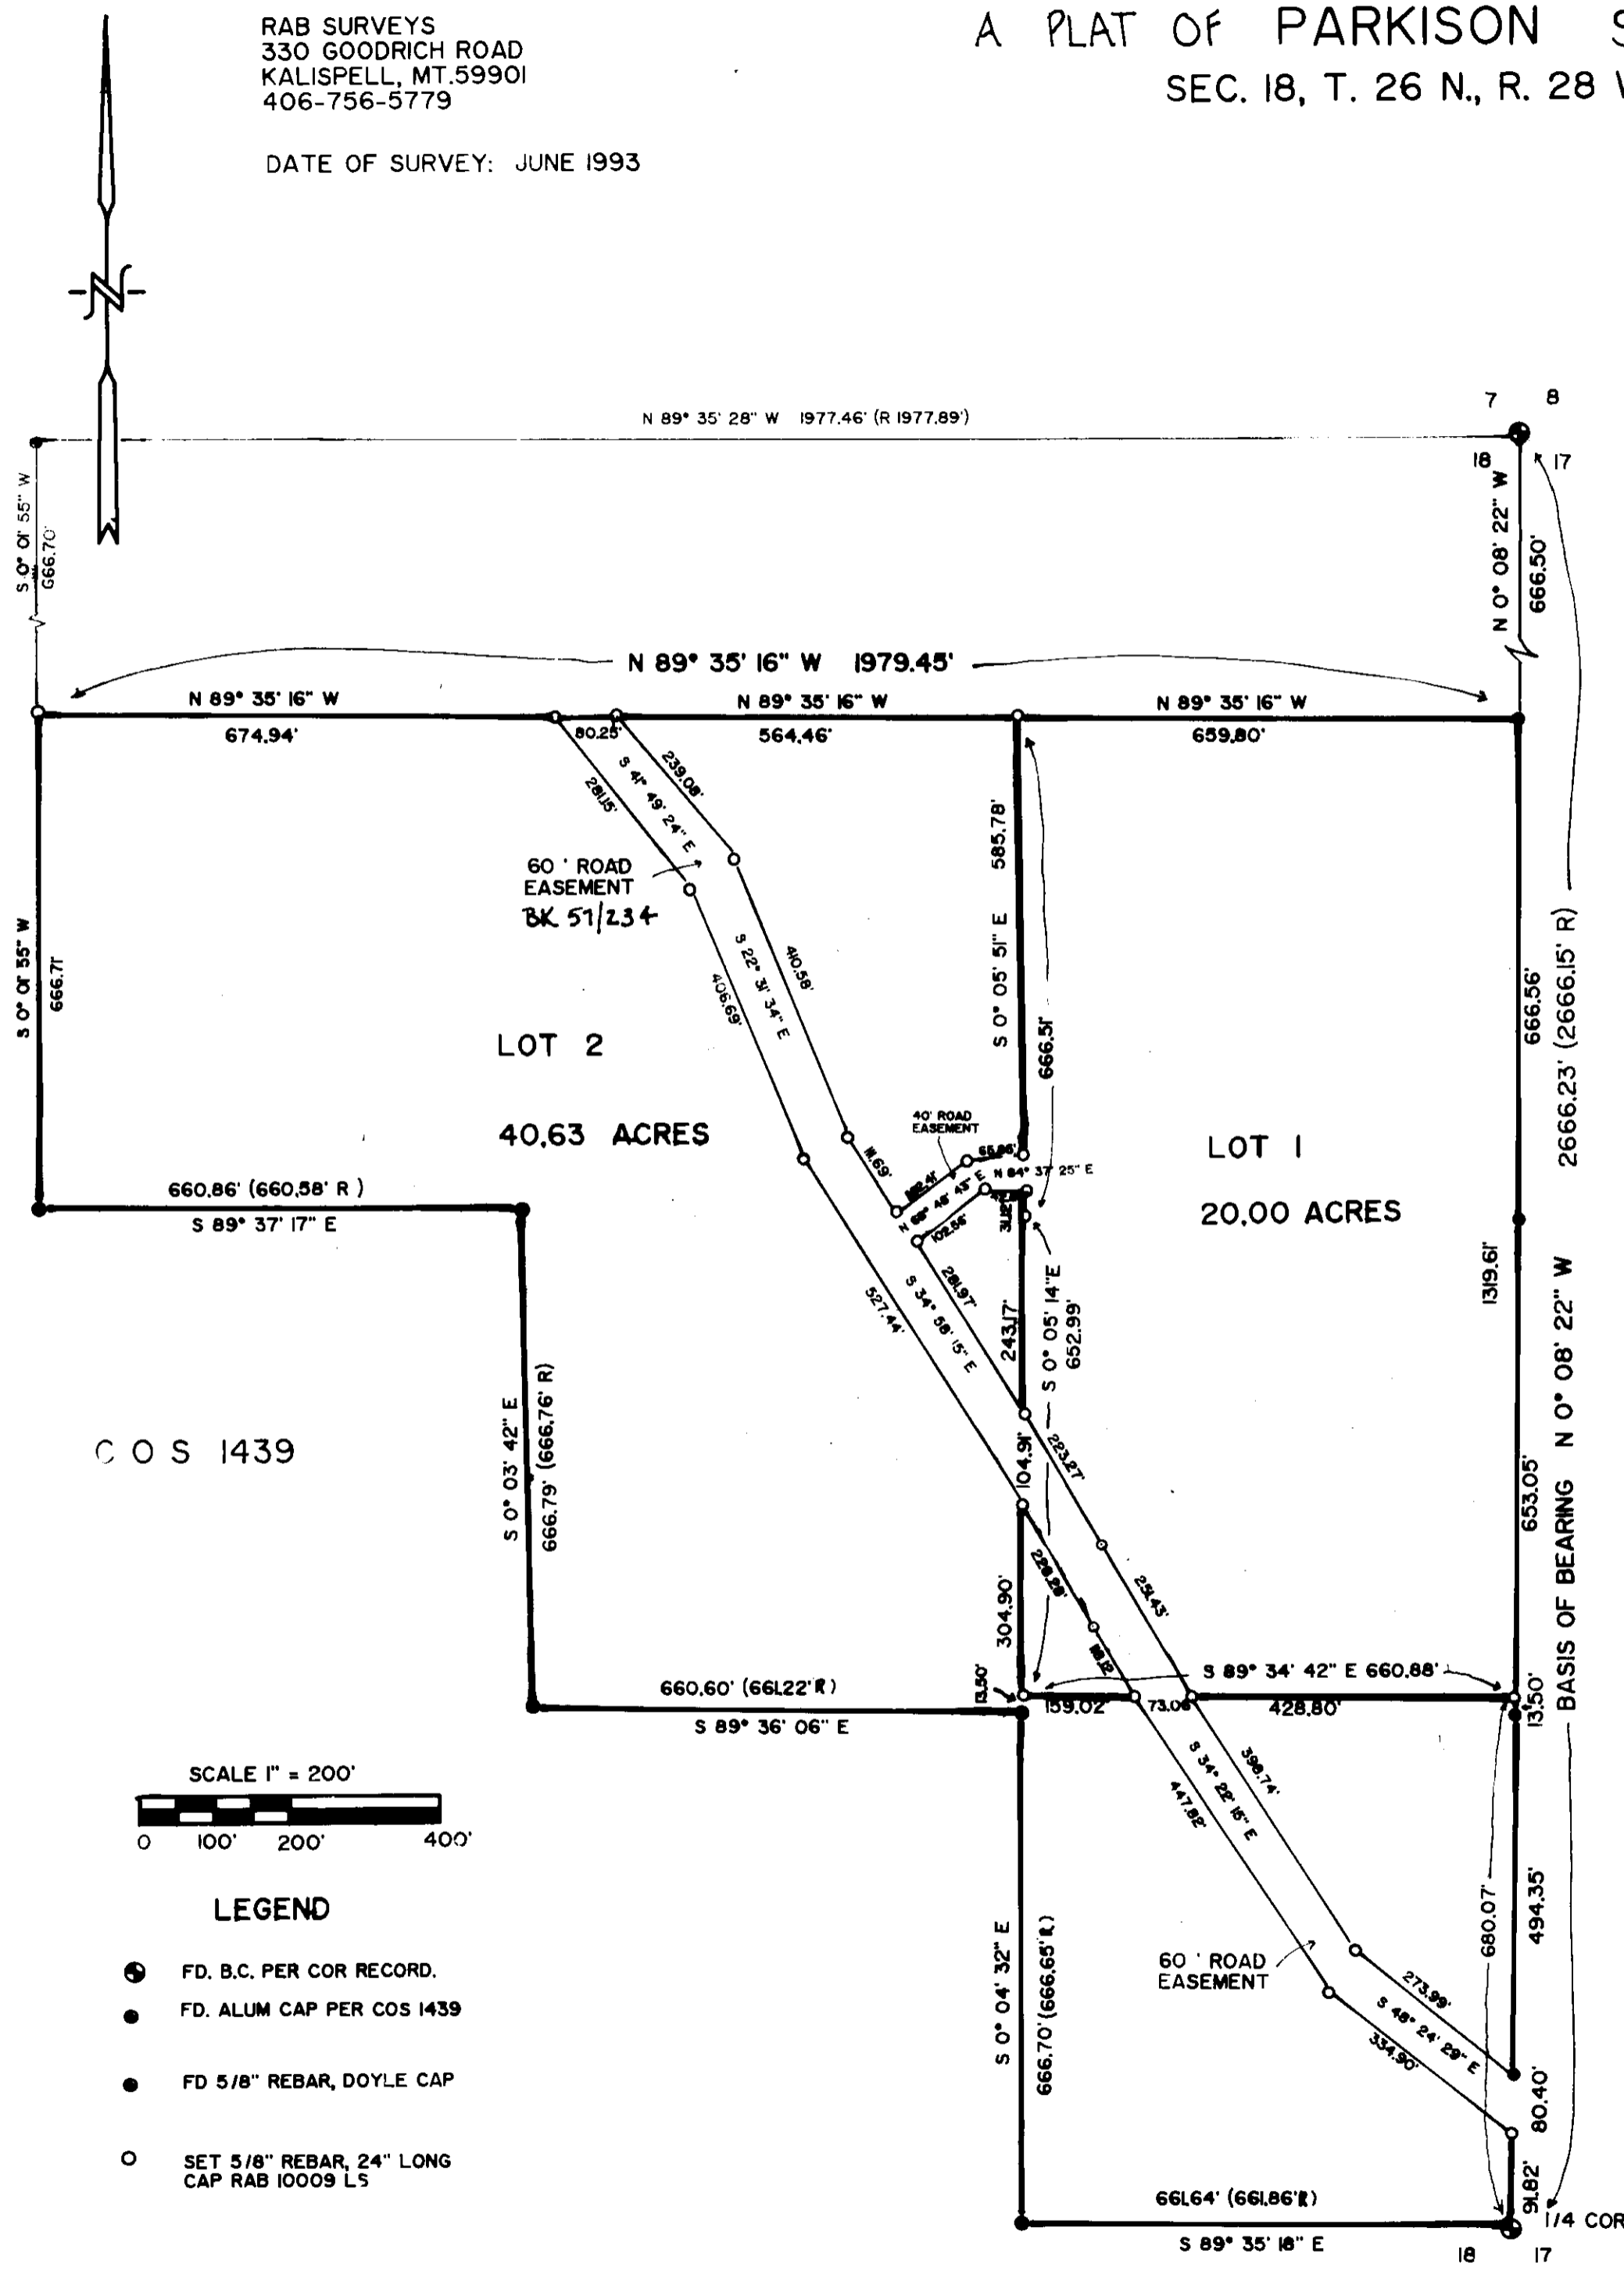 RAB SURVEYS
330 GOODRICH ROAD
KALISPELL, MT.59901
406-756-5779
DATE OF SURVEY: JUNE 1993
A PLAT OF PARKISON S
SEC. 18, T. 26 N., R. 28 W
N
7 8
18 17
N 89° 35' 28" W 1977.46' (R 1977.89')
S 0° 01' 55" W
666.70'
N 0° 08' 22" W
666.50'
N 89° 35' 16" W 1979.45'
N 89° 35' 16" W
674.94'
80.25'
N 89° 35' 16" W
564.46'
N 89° 35' 16" W
659.80'
239.08'
S 41° 49' 24" E
281.15'
60' ROAD
EASEMENT
BK 57/234
585.78'
S 0° 05' 51" E
666.51'
S 0° 01' 55" W
666.71'
S 22° 31' 34" E
410.58'
406.69'
666.56'
2666.23' (2666.15' R)
LOT 2
40.63 ACRES
40' ROAD
EASEMENT
65.86'
N 84° 37' 25" E
111.69'
102.56'
31.12'
LOT 1
20.00 ACRES
660.86' (660.58' R)
S 89° 37' 17" E
281.97'
S 34° 58' 15" E
527.44'
243.17'
S 0° 05' 14" E
652.99'
1319.61'
BASIS OF BEARING N 0° 08' 22" W
653.05'
COS 1439
S 0° 03' 42" E
666.79' (666.76' R)
104.91'
223.27'
251.43'
304.90'
13.50'
S 89° 34' 42" E 660.88'
159.02'
73.06
428.80'
13.50'
660.60' (661.22' R)
S 89° 36' 06" E
SCALE 1" = 200'
0 100' 200' 400'
398.74'
S 34° 22' 15" E
447.82'
LEGEND
FD. B.C. PER COR RECORD.
FD. ALUM CAP PER COS 1439
FD 5/8" REBAR, DOYLE CAP
SET 5/8" REBAR, 24" LONG
CAP RAB 10009 LS
S 0° 04' 32" E
666.70' (666.65' R)
60' ROAD
EASEMENT
273.99'
S 48° 24' 29" E
334.90'
680.07'
494.35'
80.40'
91.82'
661.64' (661.86' R)
S 89° 35' 18" E
1/4 COR
18 17